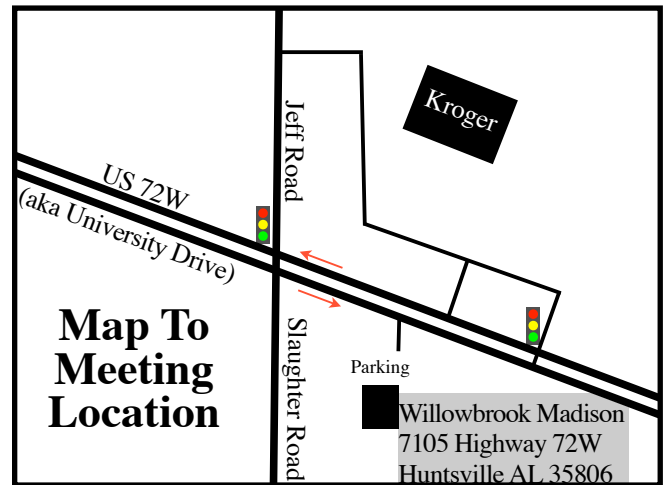 Kroger
Jeff Road
US 72W
(aka University Drive)
Map To
Meeting
Location
Slaughter Road
Parking
Willowbrook Madison
7105 Highway 72W
Huntsville AL 35806